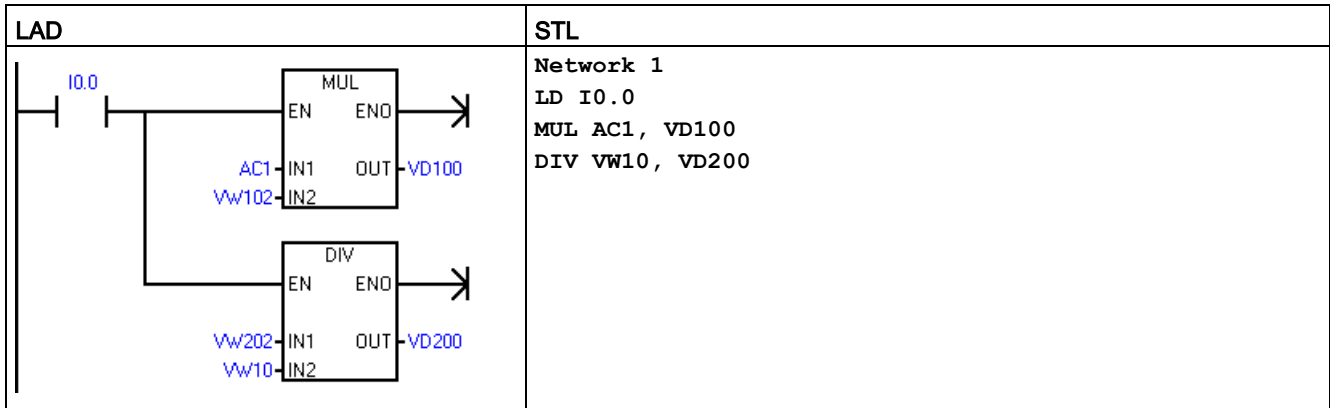 LAD
STL
I0.0
MUL
EN ENO
AC1 IN1 OUT VD100
VW102 IN2
DIV
EN ENO
VW202 IN1 OUT VD200
VW10 IN2
Network 1
LD I0.0
MUL AC1, VD100
DIV VW10, VD200